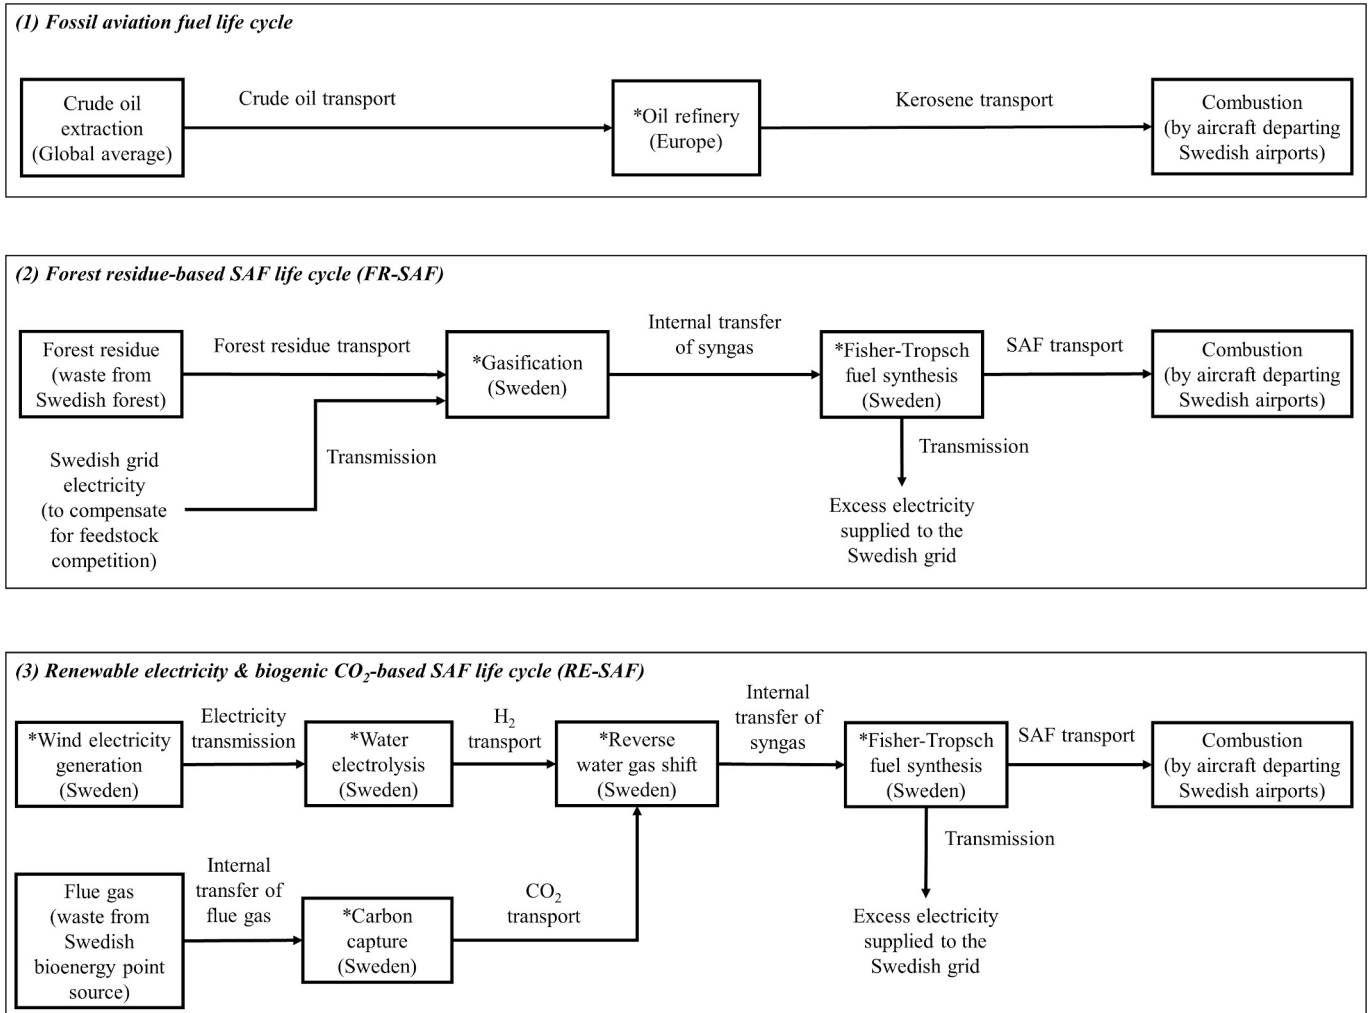 (1) Fossil aviation fuel life cycle
Crude oil
extraction
(Global average)
Crude oil transport
*Oil refinery
(Europe)
Kerosene transport
Combustion
(by aircraft departing
Swedish airports)
(2) Forest residue-based SAF life cycle (FR-SAF)
Forest residue
(waste from
Swedish forest)
Forest residue transport
Swedish grid
electricity
(to compensate
for feedstock
competition)
Transmission
*Gasification
(Sweden)
Internal transfer
of syngas
*Fisher-Tropsch
fuel synthesis
(Sweden)
Transmission
Excess electricity
supplied to the
Swedish grid
SAF transport
Combustion
(by aircraft departing
Swedish airports)
(3) Renewable electricity & biogenic CO₂-based SAF life cycle (RE-SAF)
*Wind electricity
generation
(Sweden)
Electricity
transmission
*Water
electrolysis
(Sweden)
H₂
transport
*Reverse
water gas shift
(Sweden)
Internal
transfer of
syngas
*Fisher-Tropsch
fuel synthesis
(Sweden)
SAF transport
Combustion
(by aircraft departing
Swedish airports)
Flue gas
(waste from
Swedish
bioenergy point
source)
Internal
transfer of
flue gas
*Carbon
capture
(Sweden)
CO₂
transport
Transmission
Excess electricity
supplied to the
Swedish grid